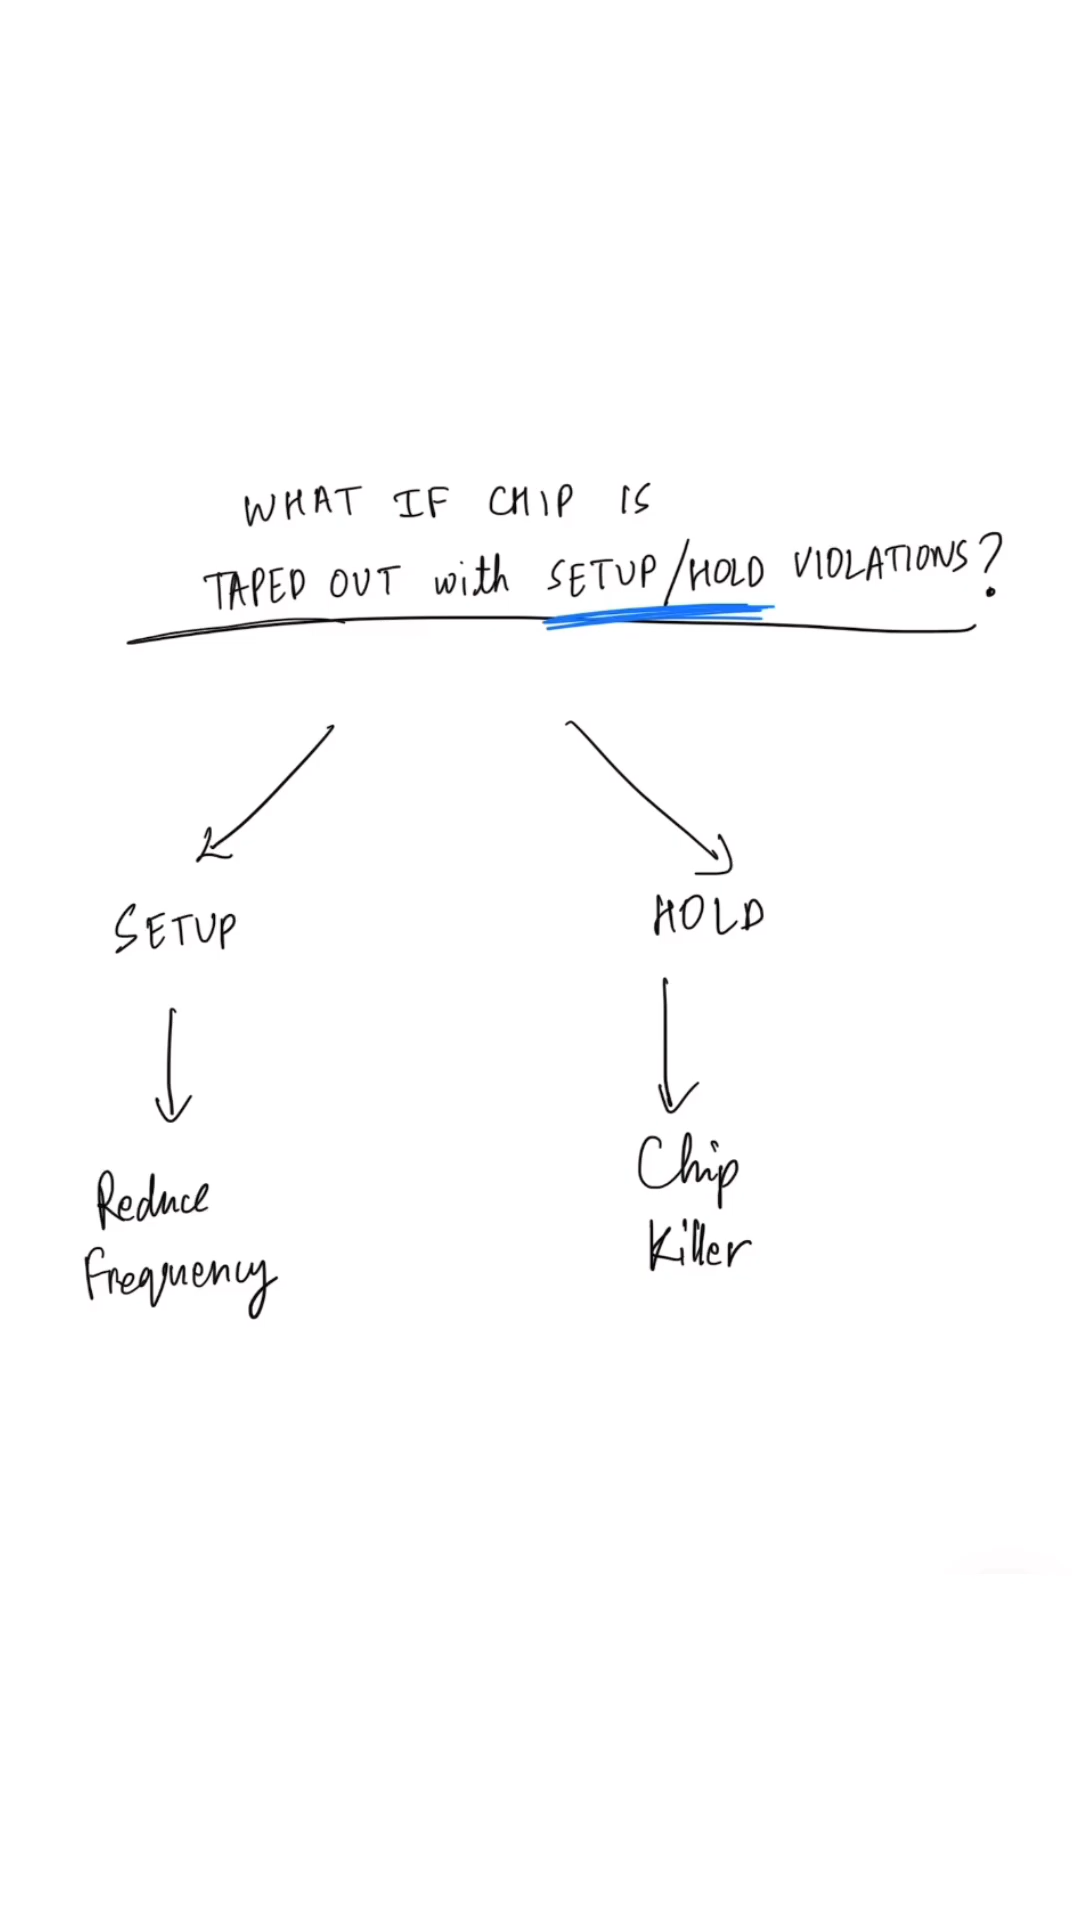 WHAT IF CHIP IS
TAPED OUT with SETUP/HOLD VIOLATIONS?
SETUP
HOLD
Reduce
Frequency
Chip
Killer